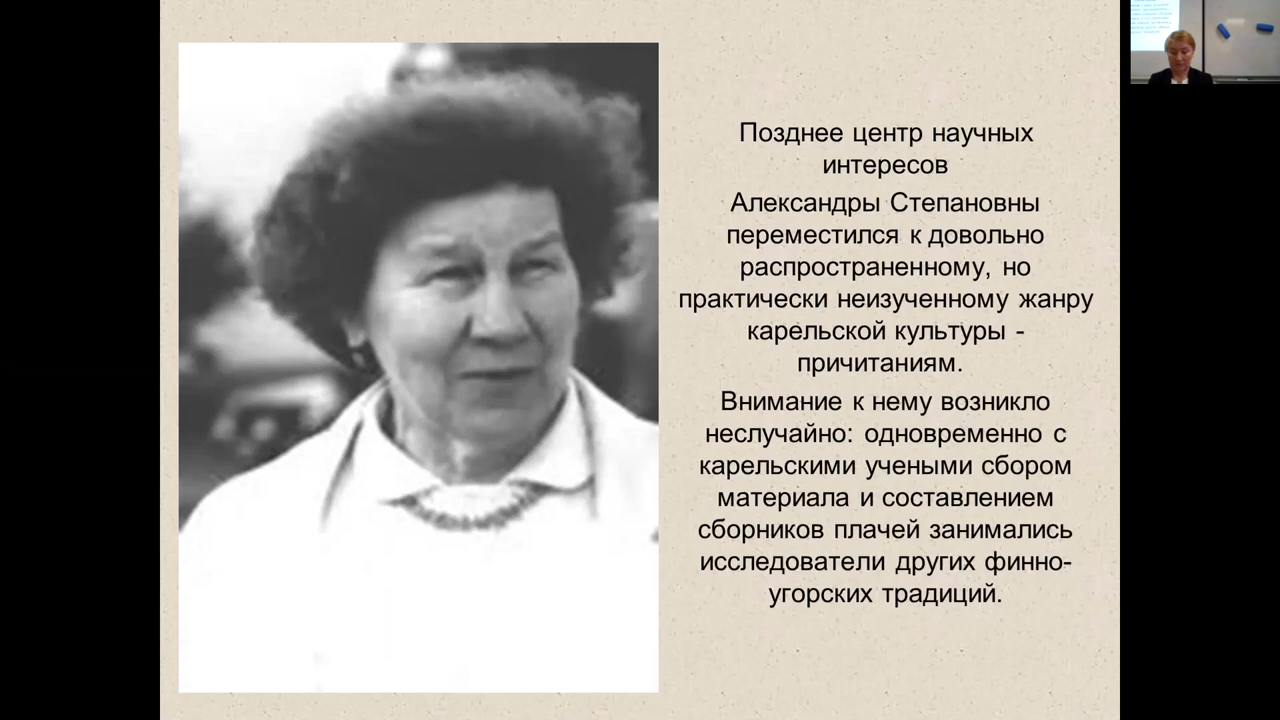 Позднее центр научных
интересов
Александры Степановны
переместился к довольно
распространенному, но
практически неизученному жанру
карельской культуры -
причитаниям.
Внимание к нему возникло
неслучайно: одновременно с
карельскими учеными сбором
материала и составлением
сборников плачей занимались
исследователи других финно-
угорских традиций.